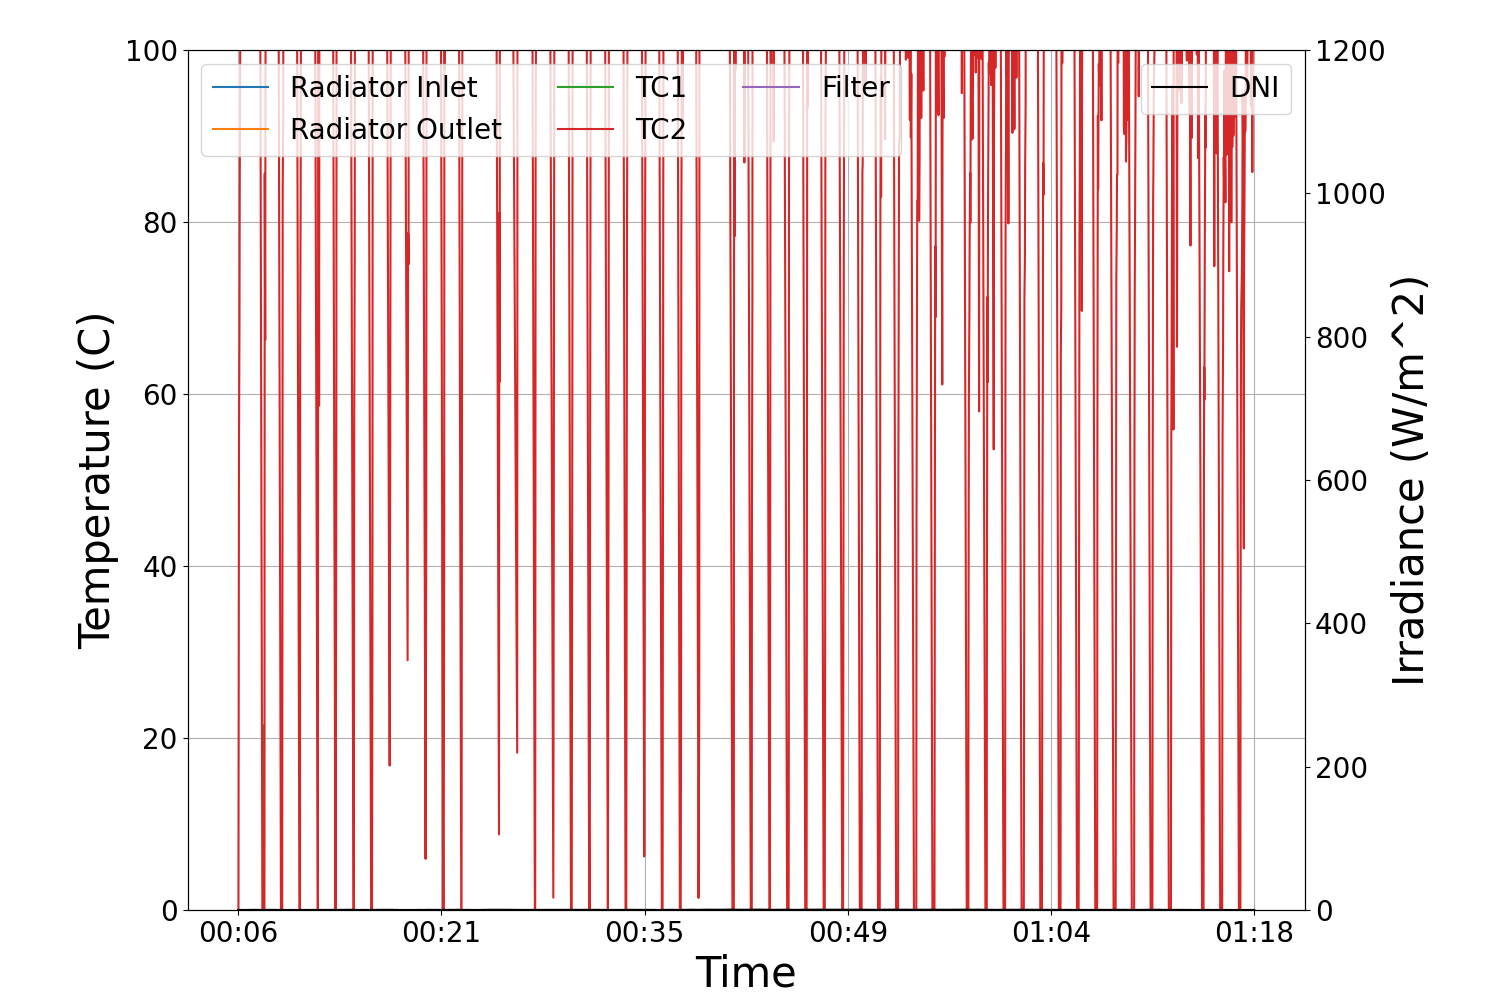 100
80
60
40
20
0
Temperature (C)
Radiator Inlet
Radiator Outlet
TC1
TC2
Filter
DNI
1200
1000
800
600
400
200
0
Irradiance (W/m^2)
00:06
00:21
00:35
00:49
01:04
01:18
Time